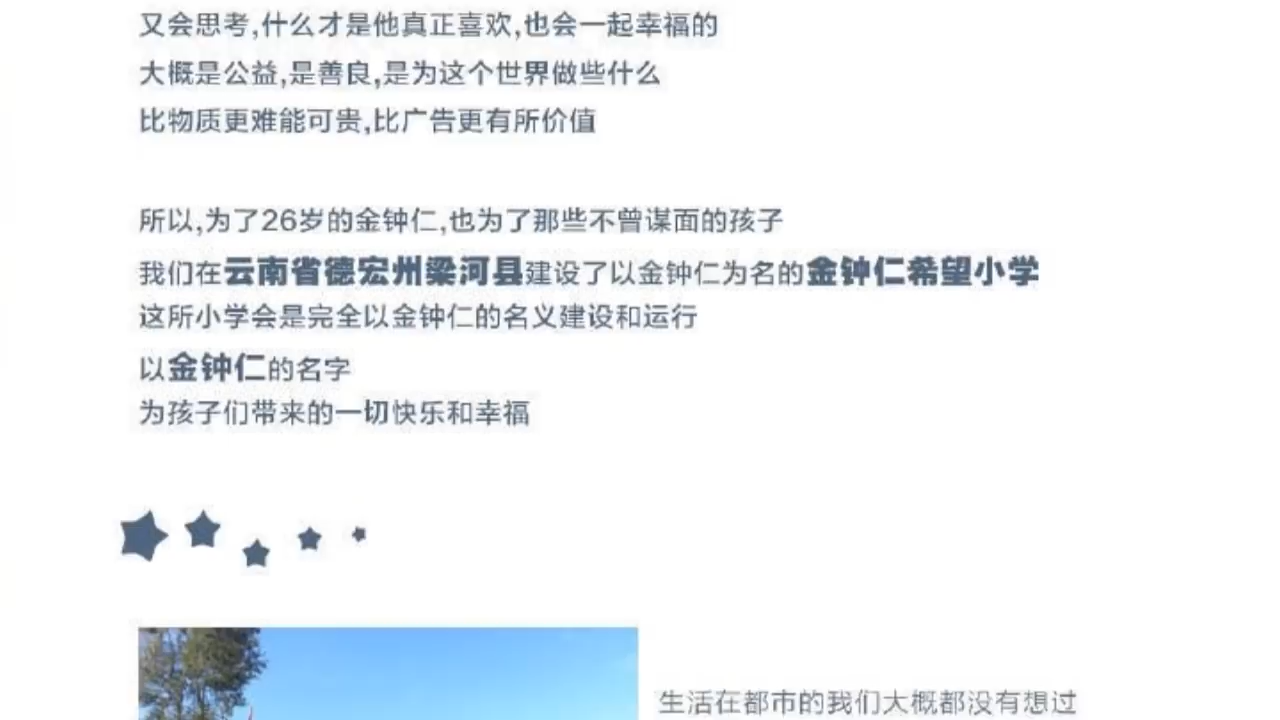 又会思考,什么才是他真正喜欢,也会一起幸福的
大概是公益,是善良,是为这个世界做些什么
比物质更难能可贵,比广告更有所价值
所以,为了26岁的金钟仁,也为了那些不曾谋面的孩子
我们在云南省德宏州梁河县建设了以金钟仁为名的金钟仁希望小学
这所小学会是完全以金钟仁的名义建设和运行
以金钟仁的名字
为孩子们带来的一切快乐和幸福
生活在都市的我们大概都没有想过